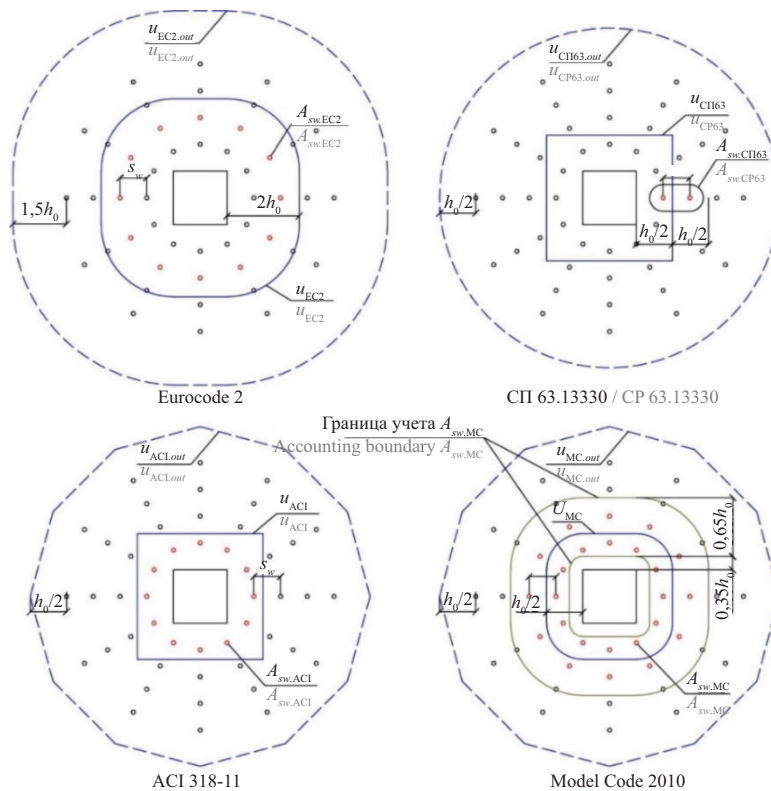 u_EC2.out
u_EC2.out
A_sw.EC2
A_sw.EC2
s_w
1,5h_0
2h_0
u_EC2
u_EC2
Eurocode 2
u_СП63.out
u_CP63.out
u_СП63
u_CP63
A_sw.СП63
A_sw.CP63
h_0/2
h_0/2
h_0/2
СП 63.13330 / CP 63.13330
Граница учета A_sw.MC
Accounting boundary A_sw.MC
u_ACI.out
u_ACI.out
u_ACI
u_ACI
s_w
h_0/2
A_sw.ACI
A_sw.ACI
ACI 318-11
u_MC.out
u_MC.out
U_MC
0,65h_0
0,35h_0
h_0/2
h_0/2
A_sw.MC
A_sw.MC
Model Code 2010